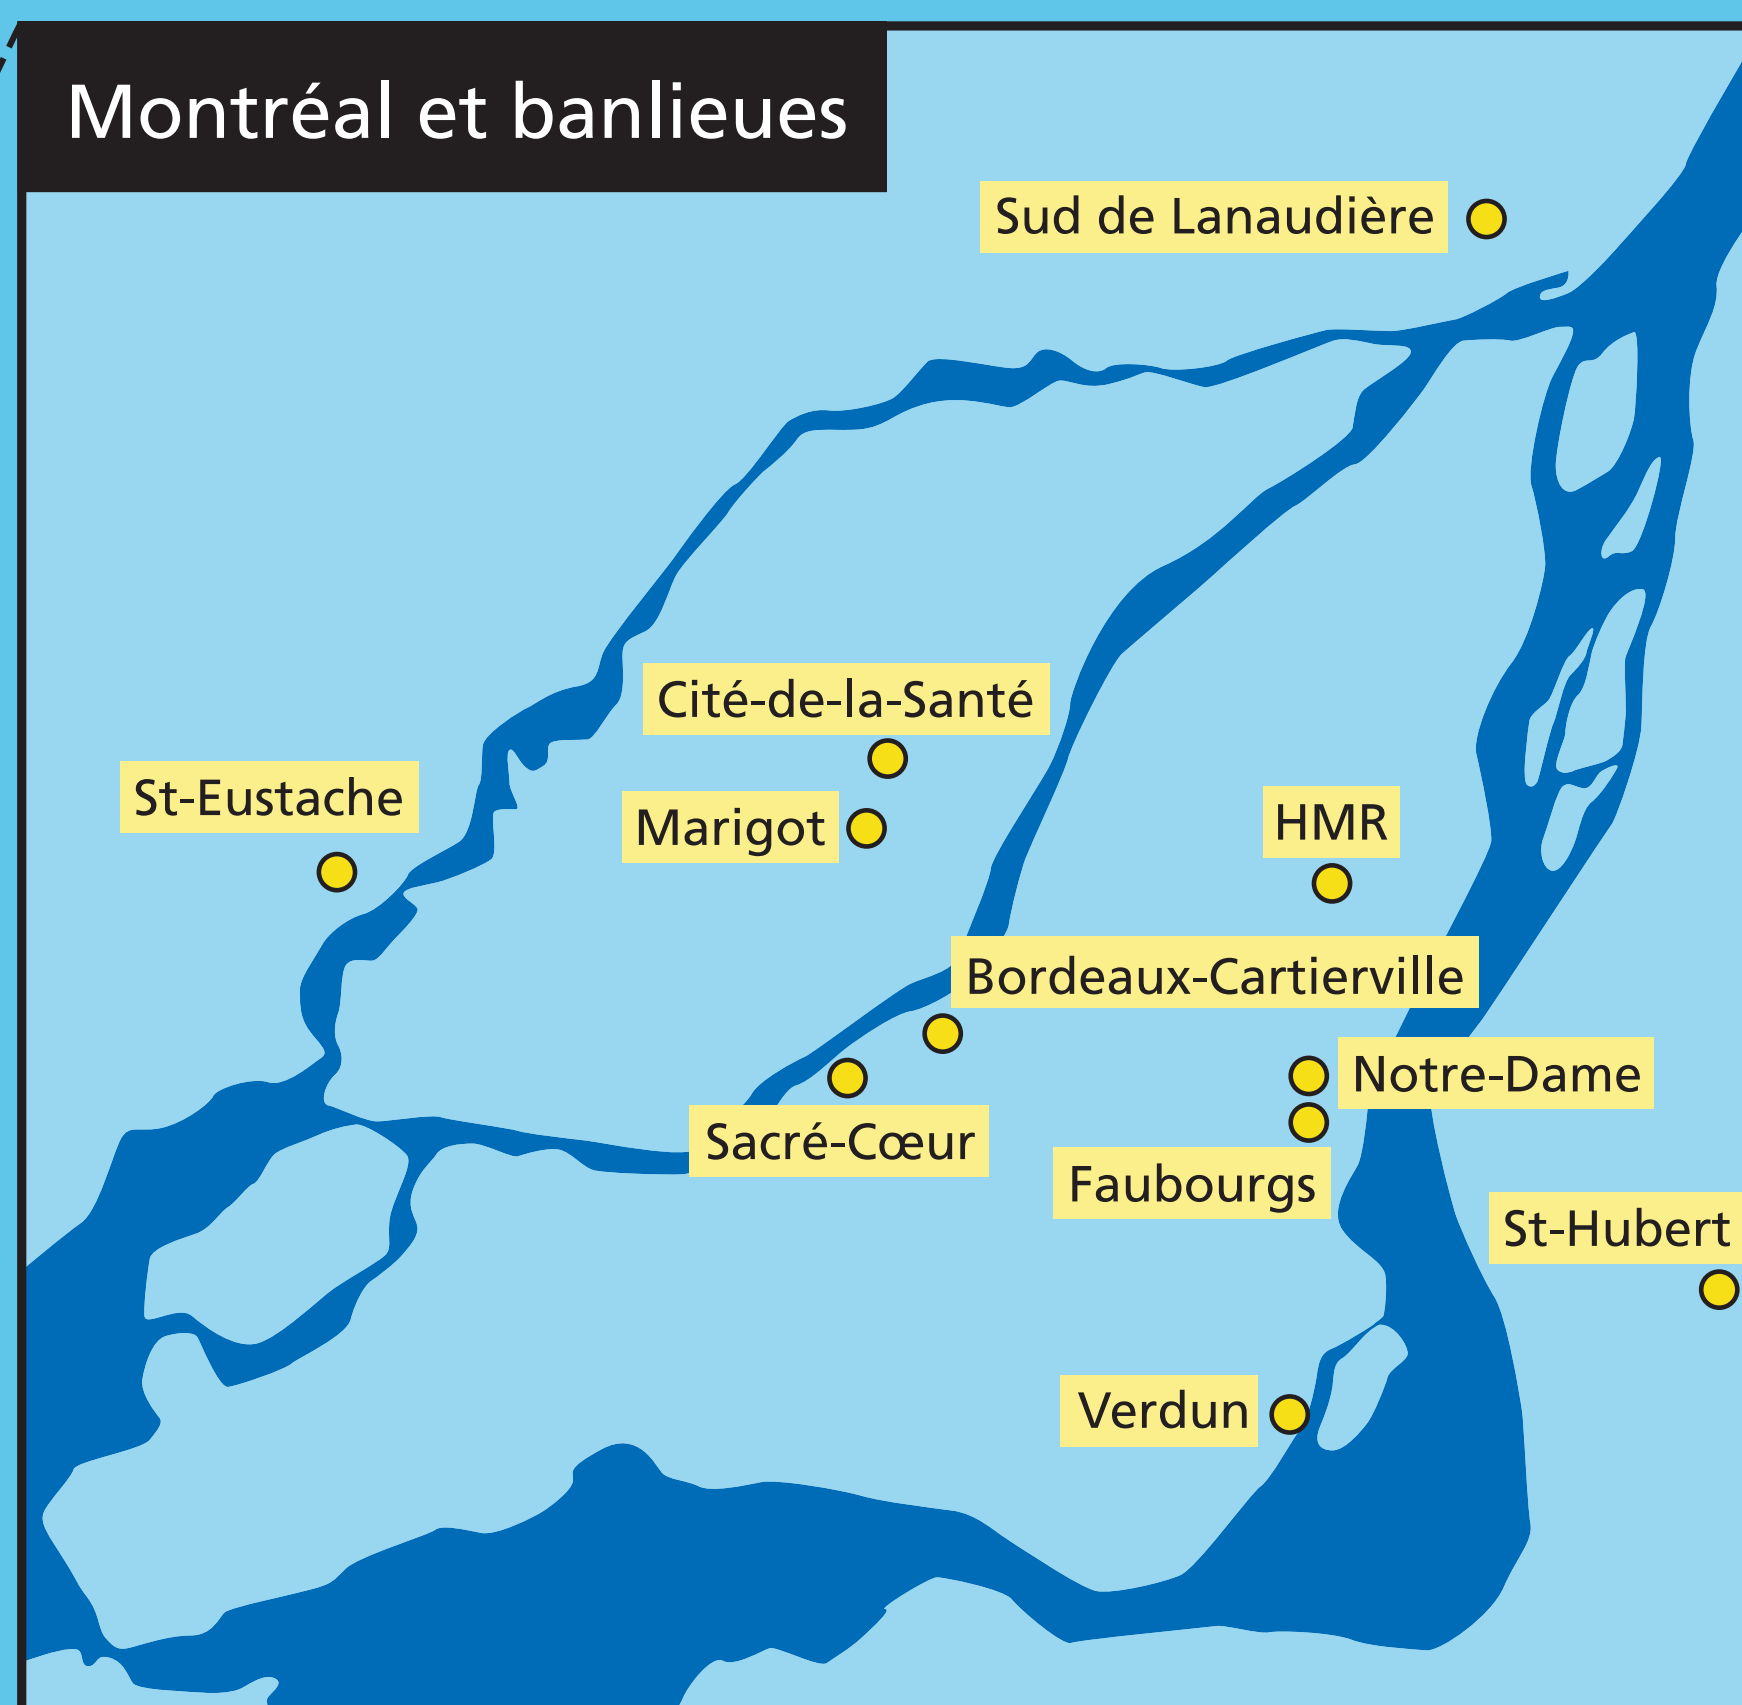 Montréal et banlieues
Sud de Lanaudière
Cité-de-la-Santé
St-Eustache
Marigot
HMR
Bordeaux-Cartierville
Notre-Dame
Sacré-Cœur
Faubourgs
St-Hubert
Verdun